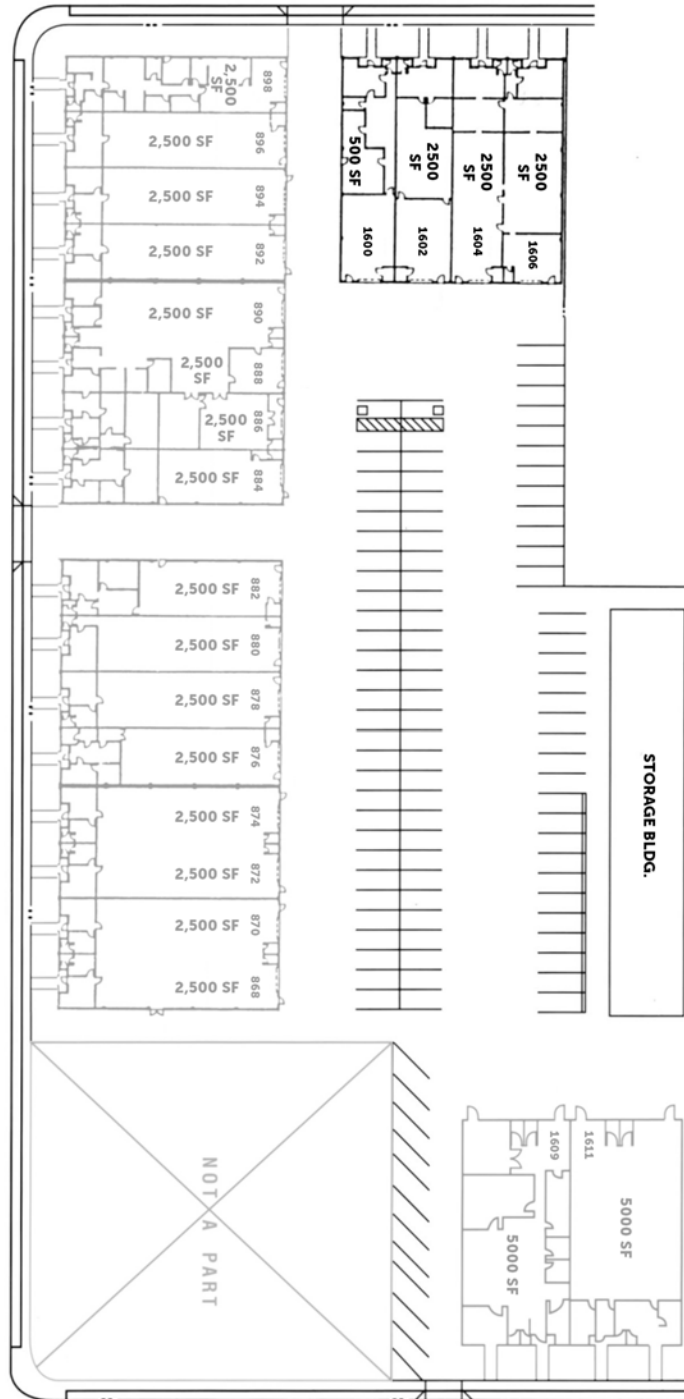 2,500
SF
898
2,500 SF
896
2,500 SF
894
2,500 SF
892
2,500 SF
890
2,500
SF
888
2,500
SF
886
2,500 SF
884
500 SF
1600
2500
SF
1602
2500
SF
1604
2500
SF
1606
2,500 SF
882
2,500 SF
880
2,500 SF
878
2,500 SF
876
2,500 SF
874
2,500 SF
872
2,500 SF
870
2,500 SF
868
STORAGE BLDG.
NOT A PART
1609
5000 SF
1611
5000 SF